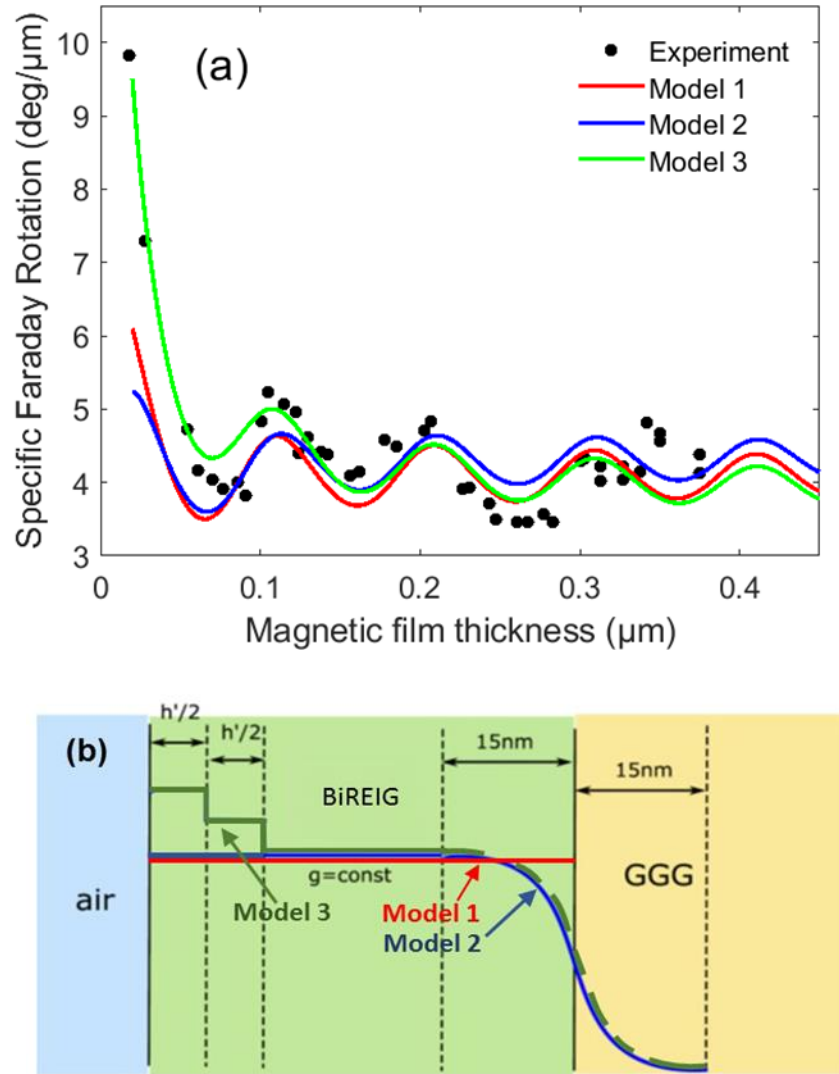 (a)
Experiment
Model 1
Model 2
Model 3
Specific Faraday Rotation (deg/μm)
10
9
8
7
6
5
4
3
0
0.1
0.2
0.3
0.4
Magnetic film thickness (μm)
(b)
h'/2
h'/2
15nm
15nm
BiREIG
g=const
GGG
air
Model 3
Model 1
Model 2